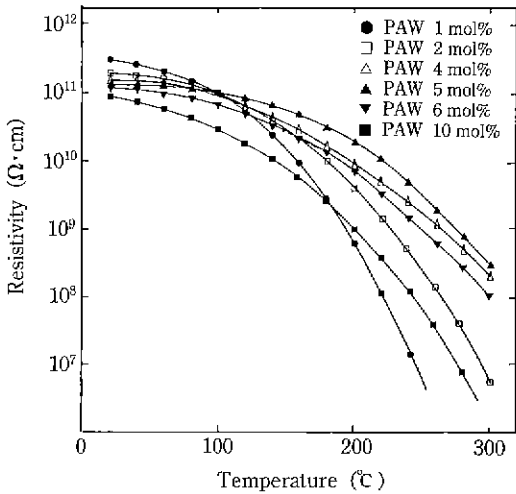 10¹²
10¹¹
10¹⁰
10⁹
10⁸
10⁷
Resistivity (Ω·cm)
● PAW 1 mol%
□ PAW 2 mol%
△ PAW 4 mol%
▲ PAW 5 mol%
▼ PAW 6 mol%
■ PAW 10 mol%
0 100 200 300
Temperature (℃)